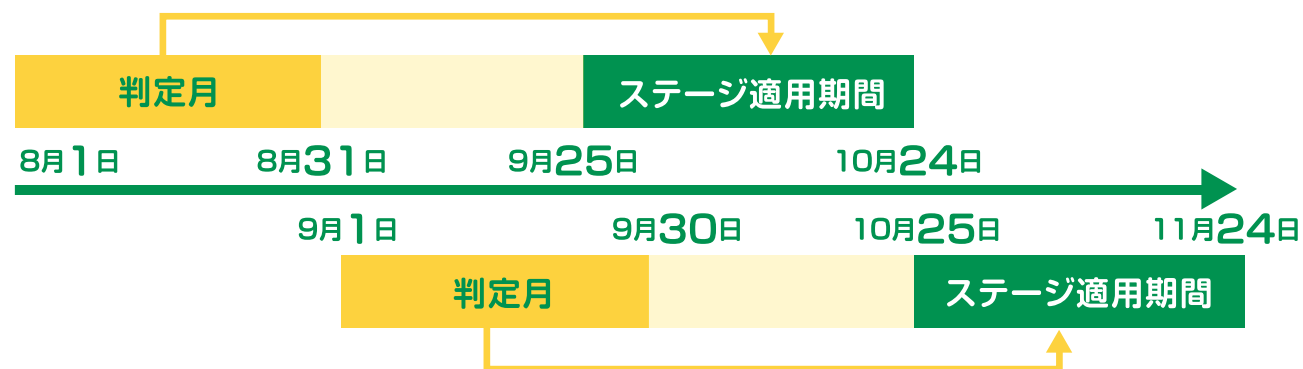 判定月
ステージ適用期間
8月1日
8月31日
9月25日
10月24日
9月1日
9月30日
10月25日
11月24日
判定月
ステージ適用期間